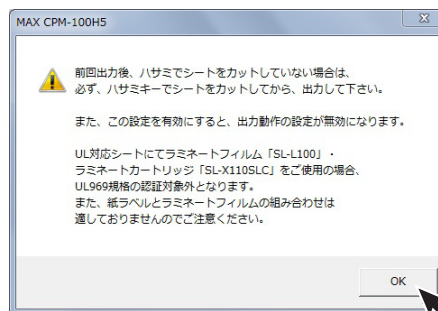 MAX CPM-100H5
前回出力後、ハサミでシートをカットしていない場合は、
必ず、ハサミキーでシートをカットしてから、出力して下さい。
また、この設定を有効にすると、出力動作の設定が無効になります。
UL対応シートにてラミネートフィルム「SL-L100」・
ラミネートカートリッジ「SL-X110SLC」をご使用の場合、
UL969規格の認証対象外となります。
また、紙ラベルとラミネートフィルムの組み合わせは
適しておりませんのでご注意ください。
OK